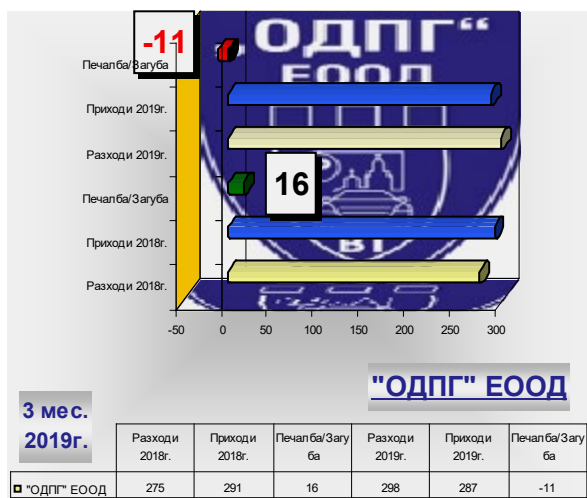 „ОДПГ“
ЕООД
-11
Печалба/Загуба
Приходи 2019г.
Разходи 2019г.
Печалба/Загуба
16
Приходи 2018г.
Разходи 2018г.
-50 0 50 100 150 200 250 300
"ОДПГ" ЕООД
3 мес.
2019г.
Разходи 2018г. Приходи 2018г. Печалба/Загу ба Разходи 2019г. Приходи 2019г. Печалба/Загу ба
"ОДПГ" ЕООД 275 291 16 298 287 -11